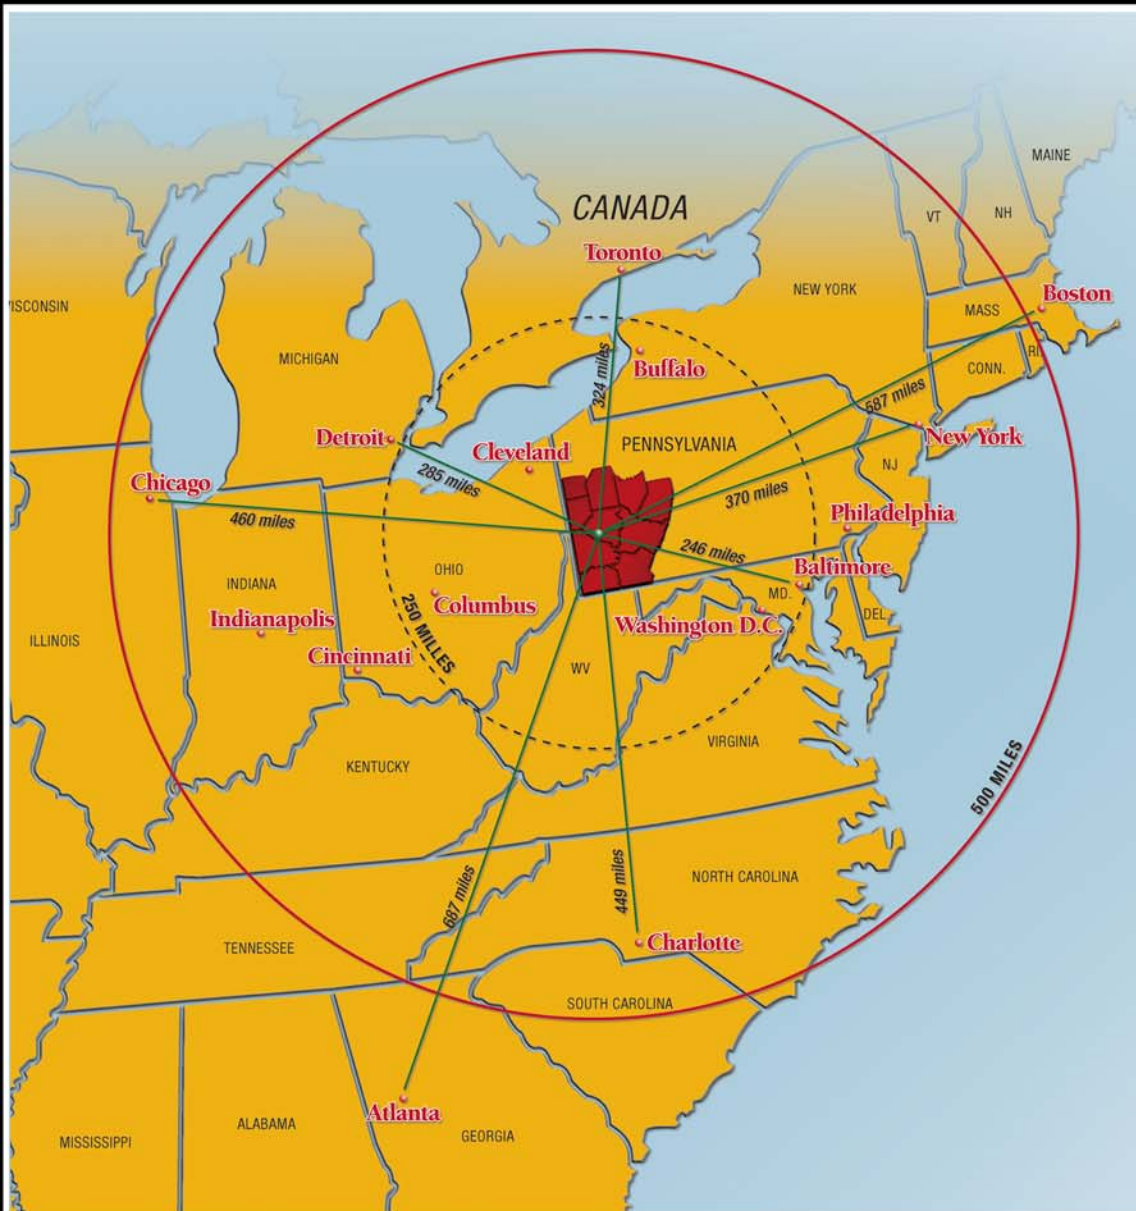 MAINE
CANADA
VT
NH
Toronto
NEW YORK
Boston
MASS
ISCONSIN
MICHIGAN
Buffalo
324 miles
RI.
CONN.
587 miles
Detroit
Cleveland
PENNSYLVANIA
New York
285 miles
NJ
Chicago
370 miles
460 miles
Philadelphia
246 miles
OHIO
INDIANA
Baltimore
MD.
Columbus
DEL
Indianapolis
Washington D.C.
250 MILLES
ILLINOIS
Cincinnati
WV
VIRGINIA
KENTUCKY
500 MILES
687 miles
449 miles
NORTH CAROLINA
TENNESSEE
Charlotte
SOUTH CAROLINA
Atlanta
ALABAMA
GEORGIA
MISSISSIPPI